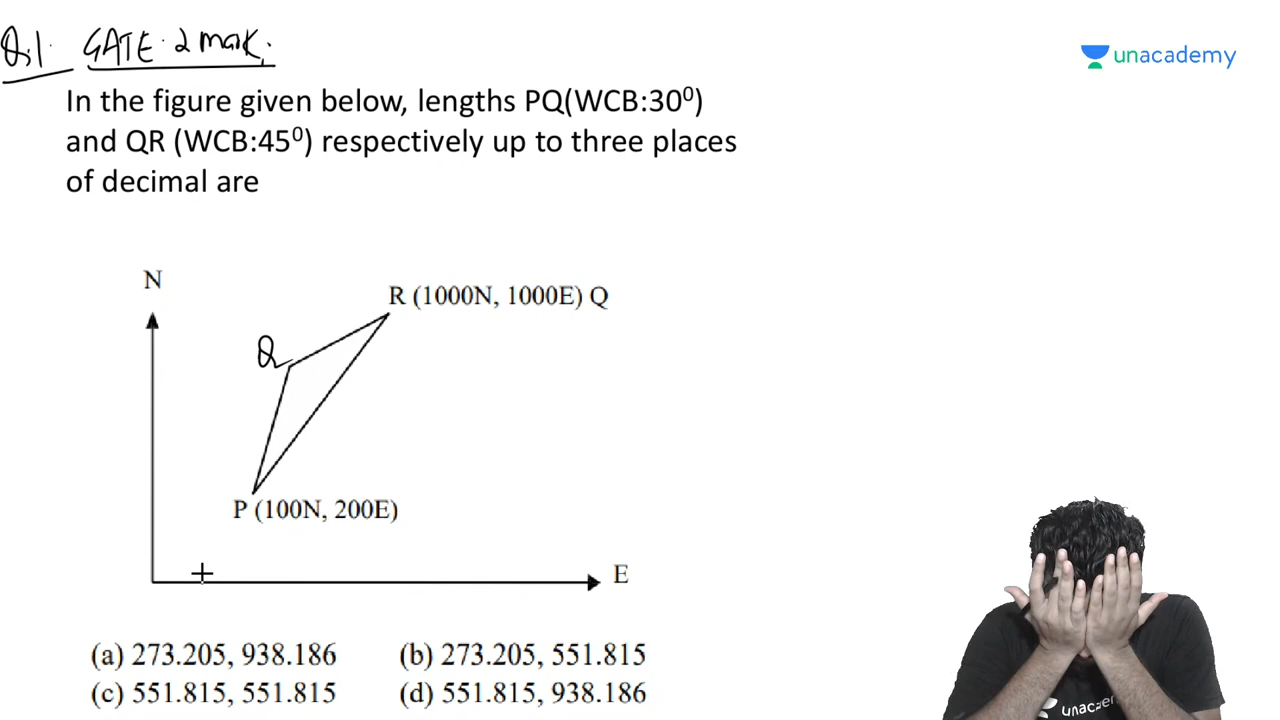 Q.1. GATE 2 mark.
unacademy
In the figure given below, lengths PQ(WCB:30⁰)
and QR (WCB:45⁰) respectively up to three places
of decimal are
N
R (1000N, 1000E) Q
Q
P (100N, 200E)
E
(a) 273.205, 938.186 (b) 273.205, 551.815
(c) 551.815, 551.815 (d) 551.815, 938.186